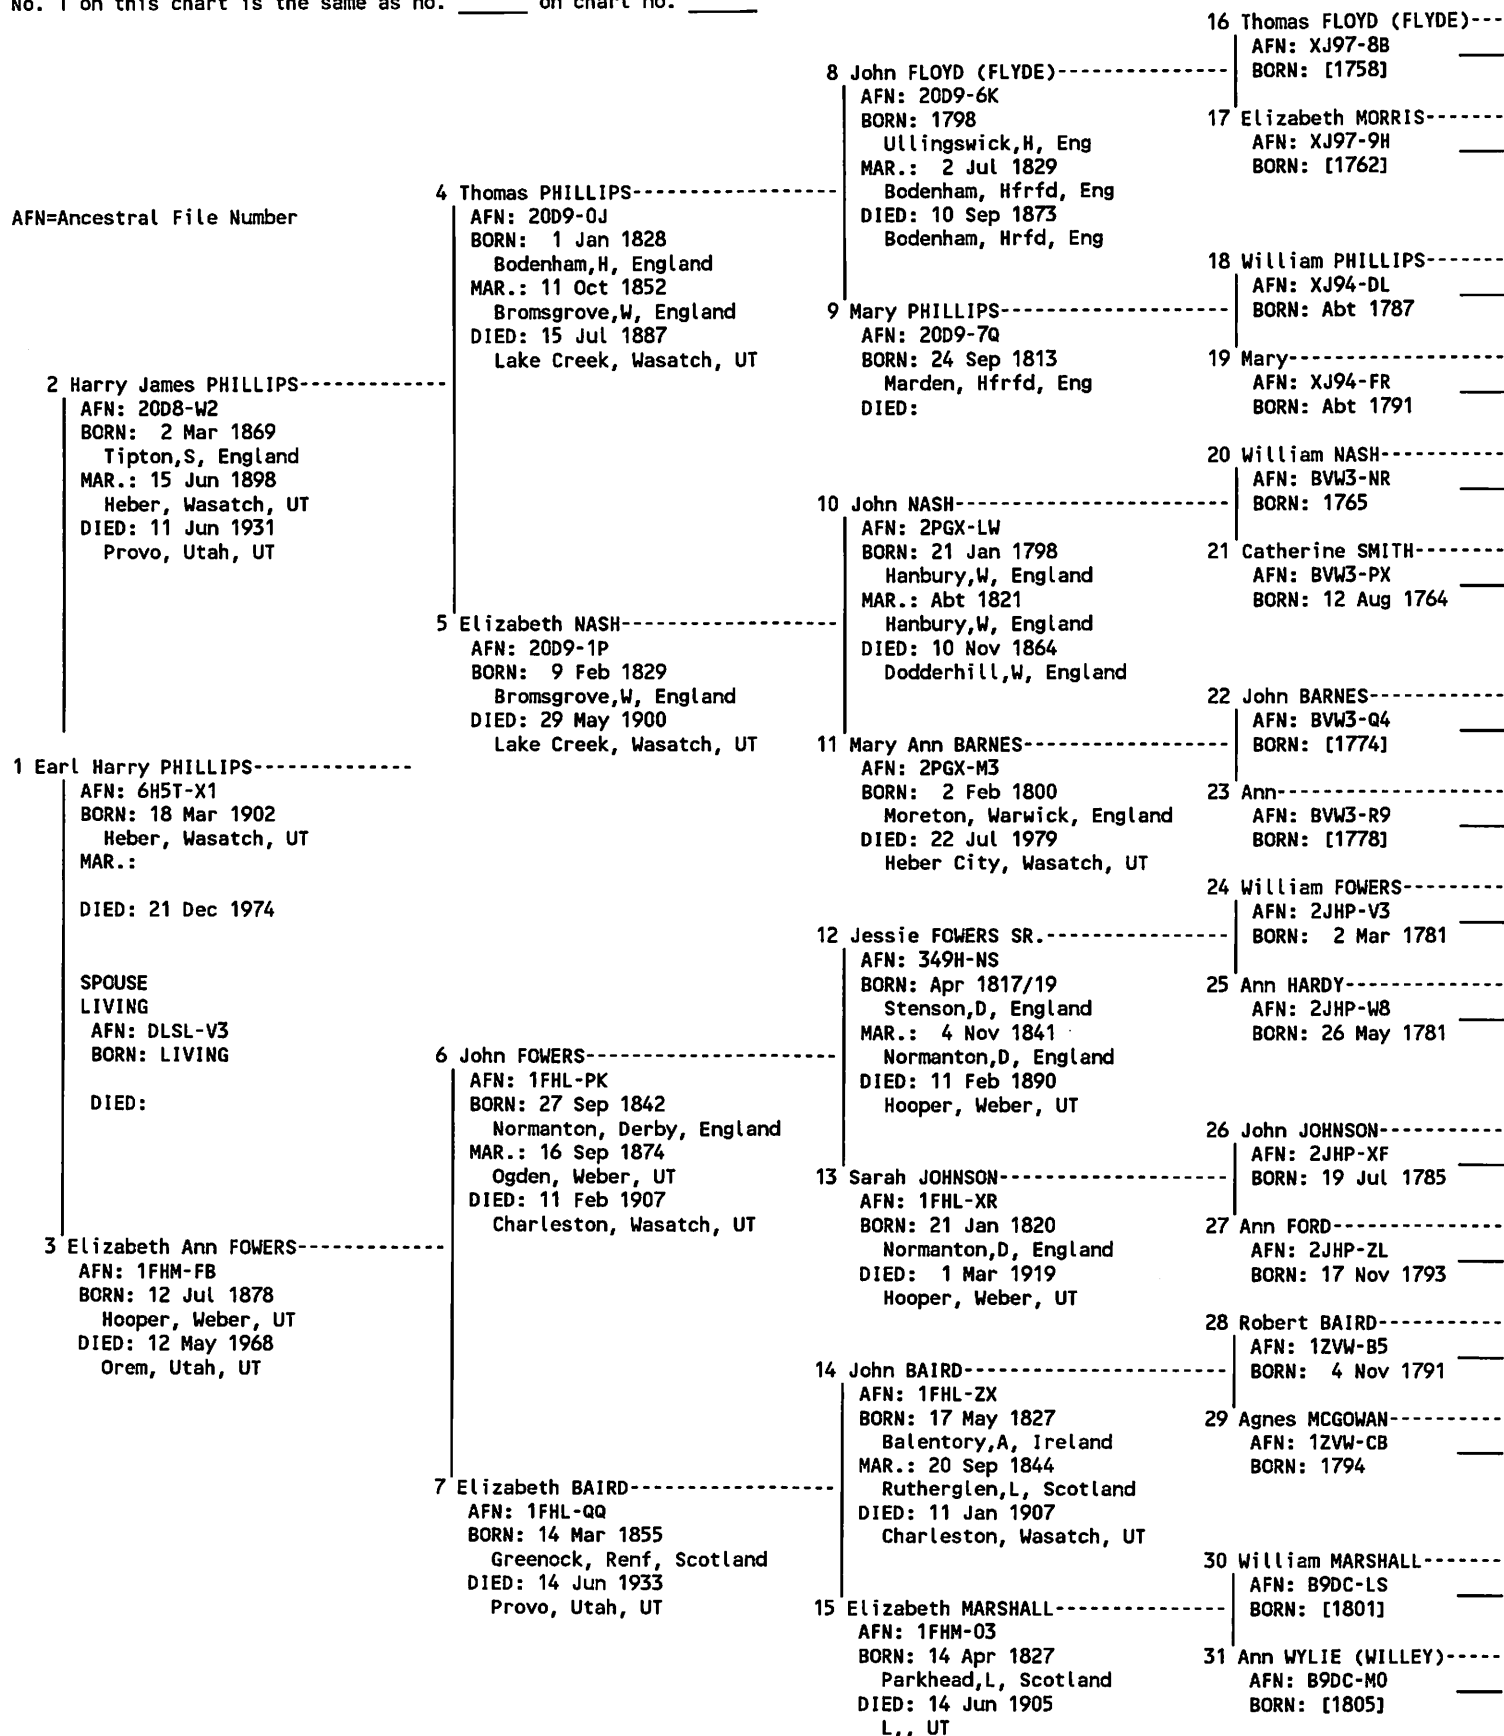 No. 1 on this chart is the same as no. _____ on chart no. _____
AFN=Ancestral File Number
1 Earl Harry PHILLIPS-------------
AFN: 6H5T-X1
BORN: 18 Mar 1902
Heber, Wasatch, UT
MAR.:
DIED: 21 Dec 1974
SPOUSE
LIVING
AFN: DLSL-V3
BORN: LIVING
DIED:
2 Harry James PHILLIPS------------
AFN: 20D8-W2
BORN: 2 Mar 1869
Tipton,S, England
MAR.: 15 Jun 1898
Heber, Wasatch, UT
DIED: 11 Jun 1931
Provo, Utah, UT
3 Elizabeth Ann FOWERS------------
AFN: 1FHM-FB
BORN: 12 Jul 1878
Hooper, Weber, UT
DIED: 12 May 1968
Orem, Utah, UT
4 Thomas PHILLIPS-----------------
AFN: 20D9-0J
BORN: 1 Jan 1828
Bodenham,H, England
MAR.: 11 Oct 1852
Bromsgrove,W, England
DIED: 15 Jul 1887
Lake Creek, Wasatch, UT
5 Elizabeth NASH------------------
AFN: 20D9-1P
BORN: 9 Feb 1829
Bromsgrove,W, England
DIED: 29 May 1900
Lake Creek, Wasatch, UT
6 John FOWERS---------------------
AFN: 1FHL-PK
BORN: 27 Sep 1842
Normanton, Derby, England
MAR.: 16 Sep 1874
Ogden, Weber, UT
DIED: 11 Feb 1907
Charleston, Wasatch, UT
7 Elizabeth BAIRD-----------------
AFN: 1FHL-QQ
BORN: 14 Mar 1855
Greenock, Renf, Scotland
DIED: 14 Jun 1933
Provo, Utah, UT
8 John FLOYD (FLYDE)--------------
AFN: 20D9-6K
BORN: 1798
Ullingswick,H, Eng
MAR.: 2 Jul 1829
Bodenham, Hfrfd, Eng
DIED: 10 Sep 1873
Bodenham, Hrfd, Eng
9 Mary PHILLIPS-------------------
AFN: 20D9-7Q
BORN: 24 Sep 1813
Marden, Hfrfd, Eng
DIED:
10 John NASH-----------------------
AFN: 2PGX-LW
BORN: 21 Jan 1798
Hanbury,W, England
MAR.: Abt 1821
Hanbury,W, England
DIED: 10 Nov 1864
Dodderhill,W, England
11 Mary Ann BARNES-----------------
AFN: 2PGX-M3
BORN: 2 Feb 1800
Moreton, Warwick, England
DIED: 22 Jul 1979
Heber City, Wasatch, UT
12 Jessie FOWERS SR.---------------
AFN: 349H-NS
BORN: Apr 1817/19
Stenson,D, England
MAR.: 4 Nov 1841
Normanton,D, England
DIED: 11 Feb 1890
Hooper, Weber, UT
13 Sarah JOHNSON-------------------
AFN: 1FHL-XR
BORN: 21 Jan 1820
Normanton,D, England
DIED: 1 Mar 1919
Hooper, Weber, UT
14 John BAIRD----------------------
AFN: 1FHL-ZX
BORN: 17 May 1827
Balentory,A, Ireland
MAR.: 20 Sep 1844
Rutherglen,L, Scotland
DIED: 11 Jan 1907
Charleston, Wasatch, UT
15 Elizabeth MARSHALL--------------
AFN: 1FHM-03
BORN: 14 Apr 1827
Parkhead,L, Scotland
DIED: 14 Jun 1905
L,, UT
16 Thomas FLOYD (FLYDE)---
AFN: XJ97-8B
BORN: [1758]
17 Elizabeth MORRIS-------
AFN: XJ97-9H
BORN: [1762]
18 William PHILLIPS-------
AFN: XJ94-DL
BORN: Abt 1787
19 Mary-------------------
AFN: XJ94-FR
BORN: Abt 1791
20 William NASH-----------
AFN: BVW3-NR
BORN: 1765
21 Catherine SMITH--------
AFN: BVW3-PX
BORN: 12 Aug 1764
22 John BARNES------------
AFN: BVW3-Q4
BORN: [1774]
23 Ann--------------------
AFN: BVW3-R9
BORN: [1778]
24 William FOWERS---------
AFN: 2JHP-V3
BORN: 2 Mar 1781
25 Ann HARDY--------------
AFN: 2JHP-W8
BORN: 26 May 1781
26 John JOHNSON-----------
AFN: 2JHP-XF
BORN: 19 Jul 1785
27 Ann FORD---------------
AFN: 2JHP-ZL
BORN: 17 Nov 1793
28 Robert BAIRD-----------
AFN: 1ZVW-B5
BORN: 4 Nov 1791
29 Agnes MCGOWAN----------
AFN: 1ZVW-CB
BORN: 1794
30 William MARSHALL-------
AFN: B9DC-LS
BORN: [1801]
31 Ann WYLIE (WILLEY)-----
AFN: B9DC-M0
BORN: [1805]